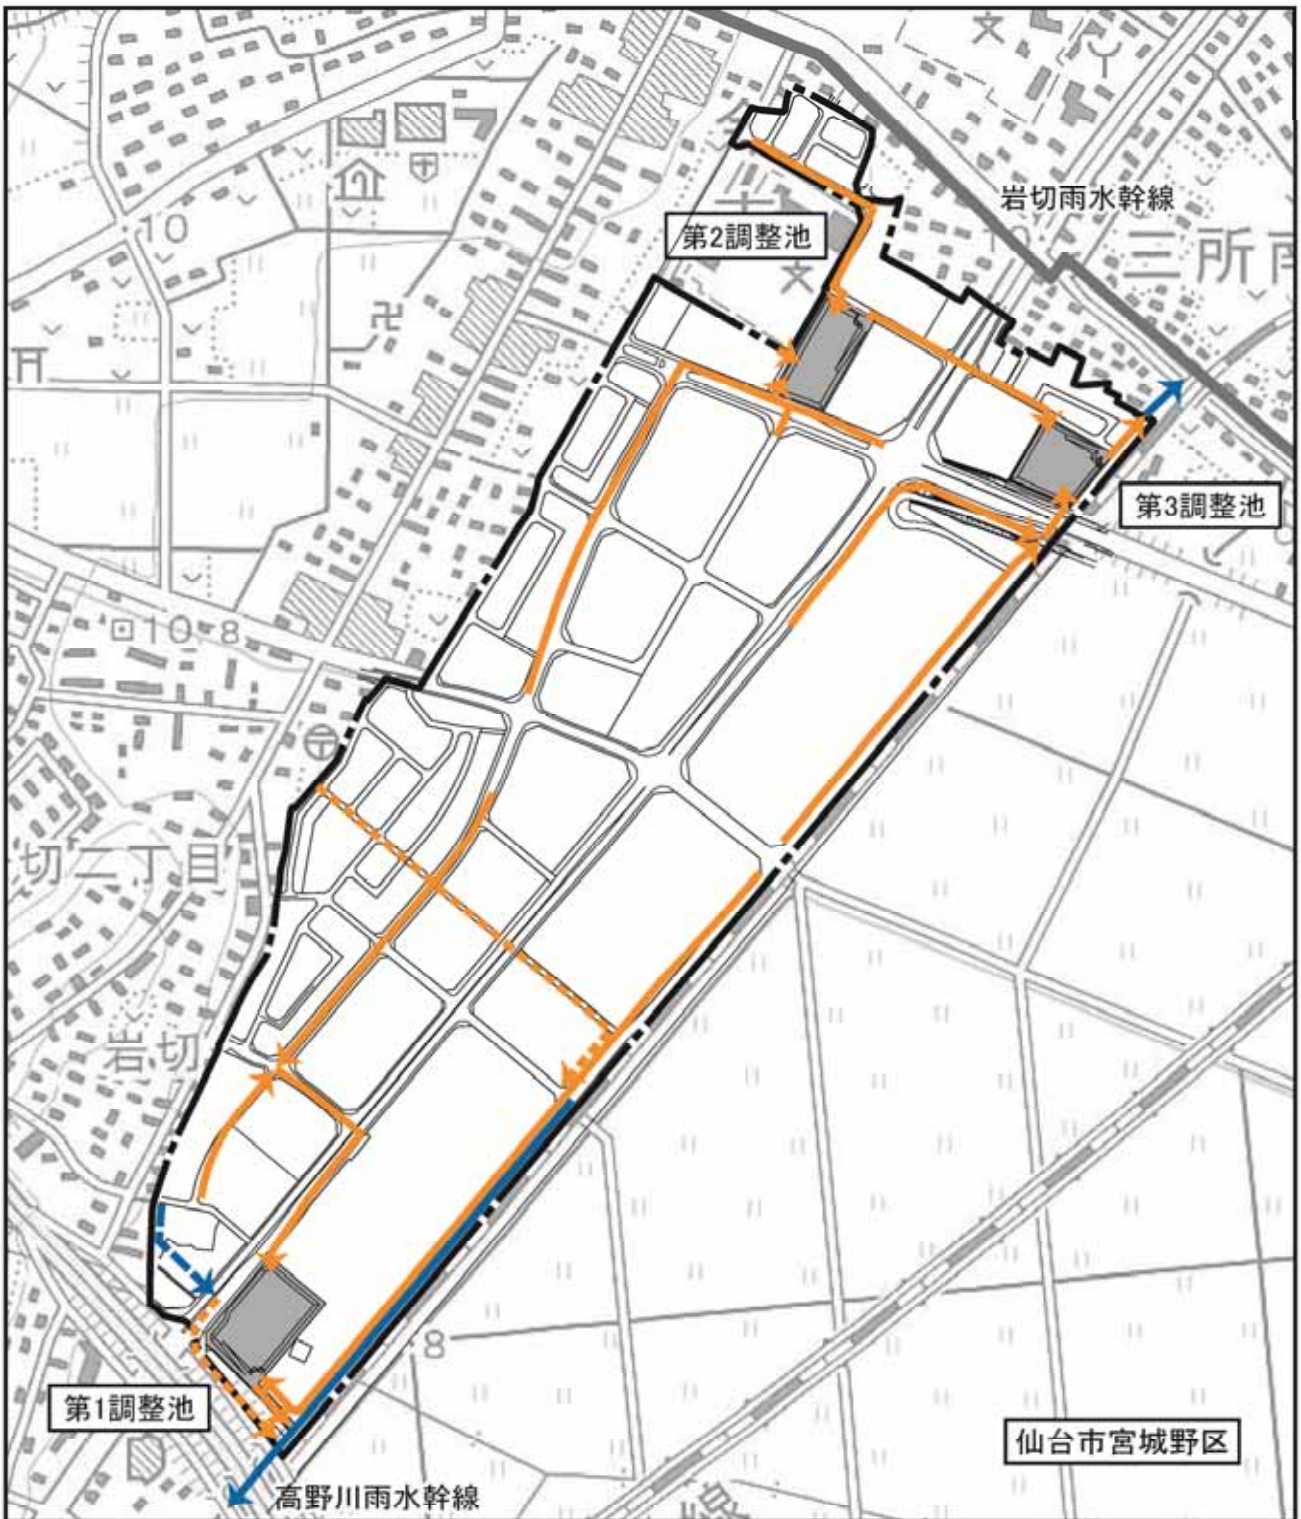 岩切雨水幹線
10
第2調整池
三所南
第3調整池
10.8
切二丁目
岩切
8
第1調整池
仙台市宮城野区
高野川雨水幹線
線